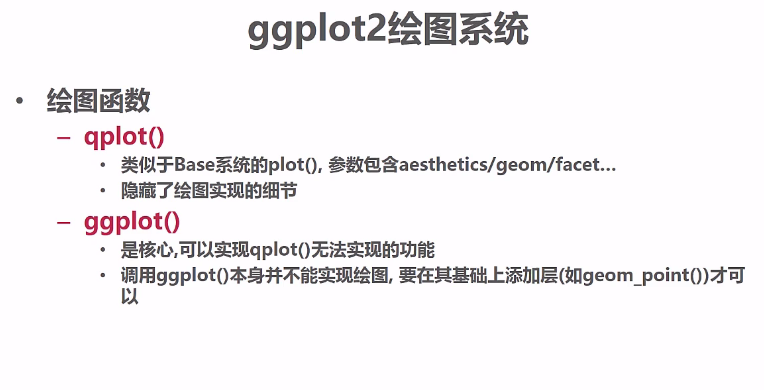 ggplot2绘图系统
• 绘图函数
– qplot()
• 类似于Base系统的plot(), 参数包含aesthetics/geom/facet…
• 隐藏了绘图实现的细节
– ggplot()
• 是核心,可以实现qplot()无法实现的功能
• 调用ggplot()本身并不能实现绘图, 要在其基础上添加层(如geom_point())才可
以